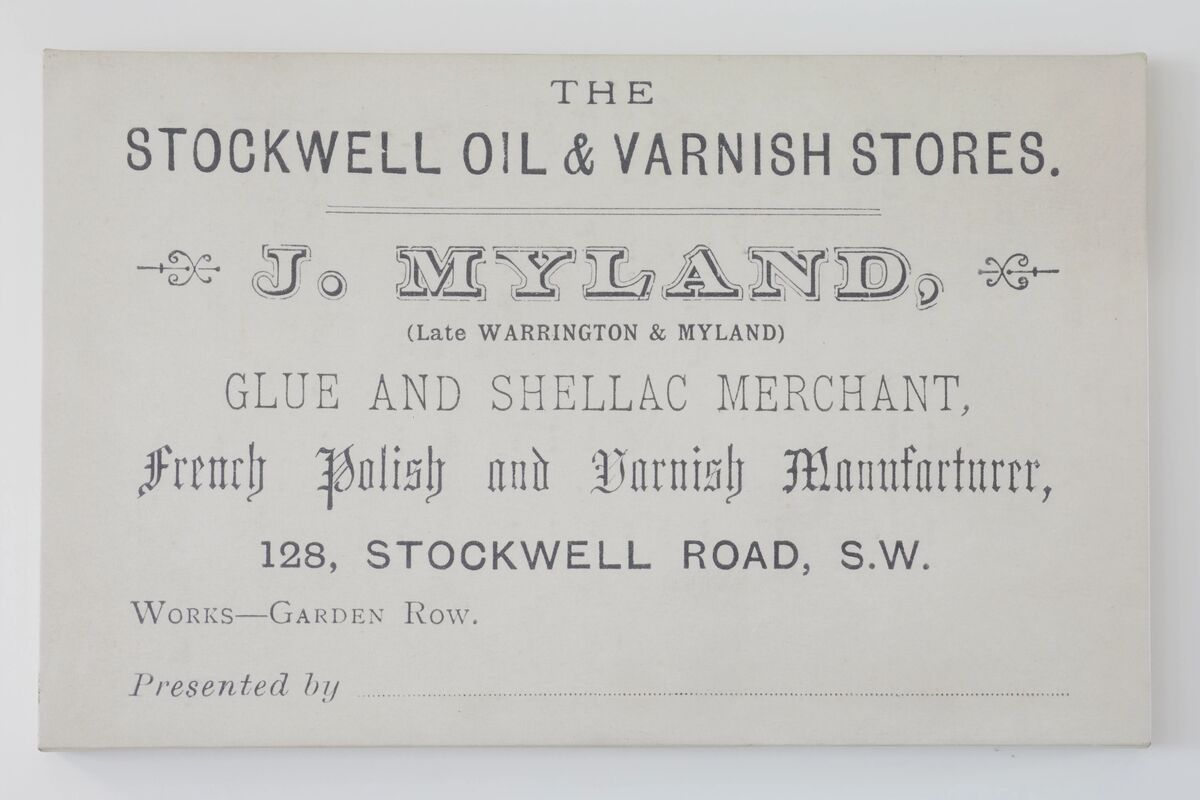 THE
STOCKWELL OIL & VARNISH STORES.
J. MYLAND,
(Late WARRINGTON & MYLAND)
GLUE AND SHELLAC MERCHANT,
French Polish and Varnish Manufacturer,
128, STOCKWELL ROAD, S.W.
WORKS—GARDEN ROW.
Presented by